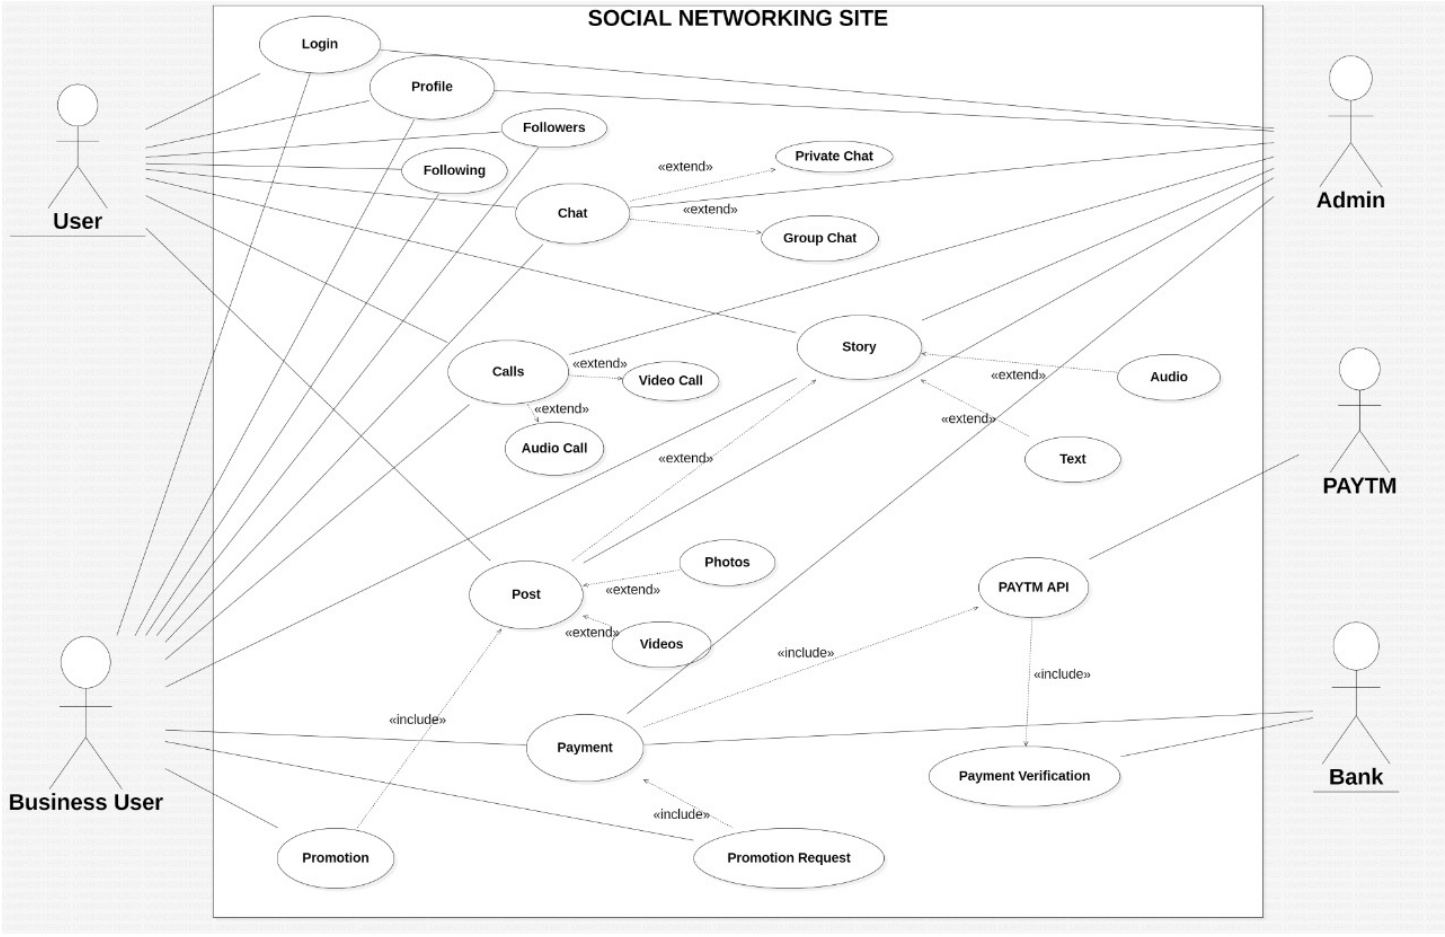 SOCIAL NETWORKING SITE
Login
Profile
Followers
Following
Private Chat
«extend»
Chat
«extend»
Group Chat
User
Admin
Story
Calls
«extend»
Video Call
«extend»
Audio Call
«extend»
Audio
«extend»
Text
«extend»
PAYTM
Post
Photos
«extend»
«extend»
Videos
PAYTM API
«include»
«include»
«include»
Payment
Payment Verification
Bank
Business User
«include»
Promotion
Promotion Request